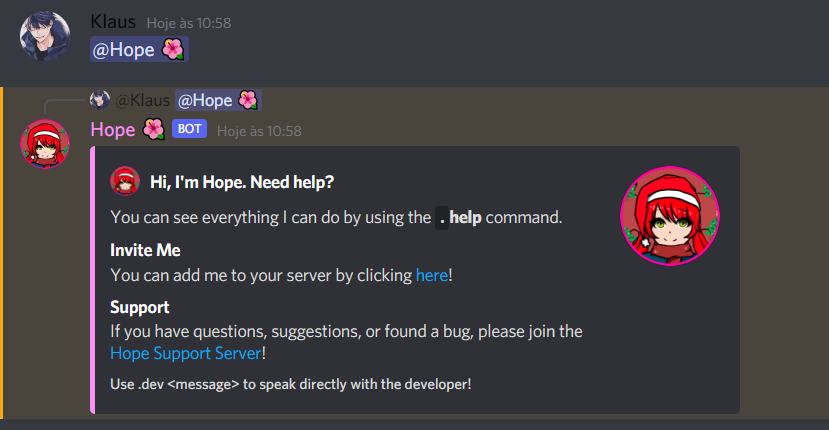 Klaus Hoje às 10:58
@Hope 🌺
@Klaus @Hope 🌺
Hope 🌺 BOT Hoje às 10:58
Hi, I'm Hope. Need help?
You can see everything I can do by using the . help command.
Invite Me
You can add me to your server by clicking here!
Support
If you have questions, suggestions, or found a bug, please join the
Hope Support Server!
Use .dev <message> to speak directly with the developer!